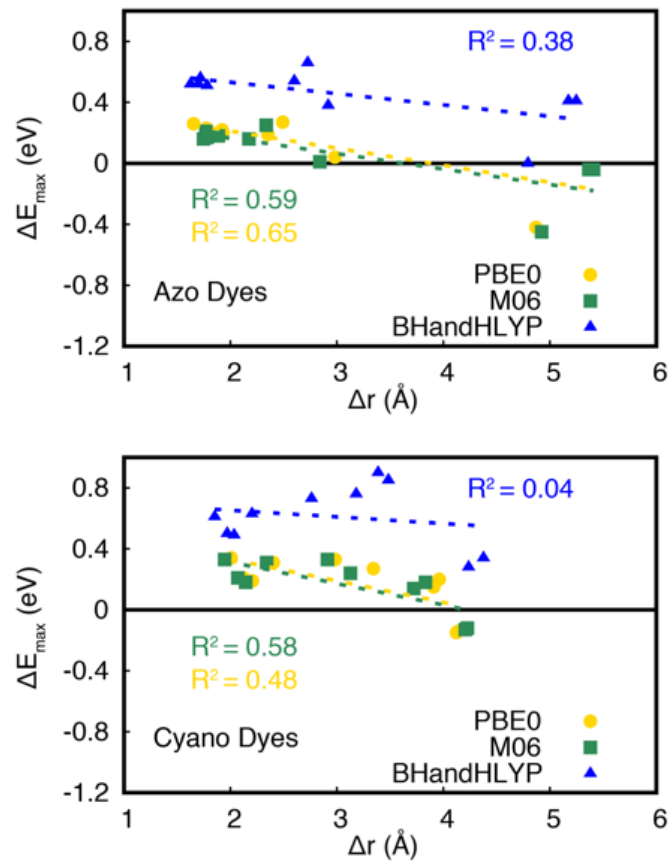 0.8
0.4
0
-0.4
-0.8
-1.2
ΔE_max (eV)
R² = 0.38
R² = 0.59
R² = 0.65
Azo Dyes
PBE0
M06
BHandHLYP
1 2 3 4 5 6
Δr (Å)
0.8
0.4
0
-0.4
-0.8
-1.2
ΔE_max (eV)
R² = 0.04
R² = 0.58
R² = 0.48
Cyano Dyes
PBE0
M06
BHandHLYP
1 2 3 4 5 6
Δr (Å)